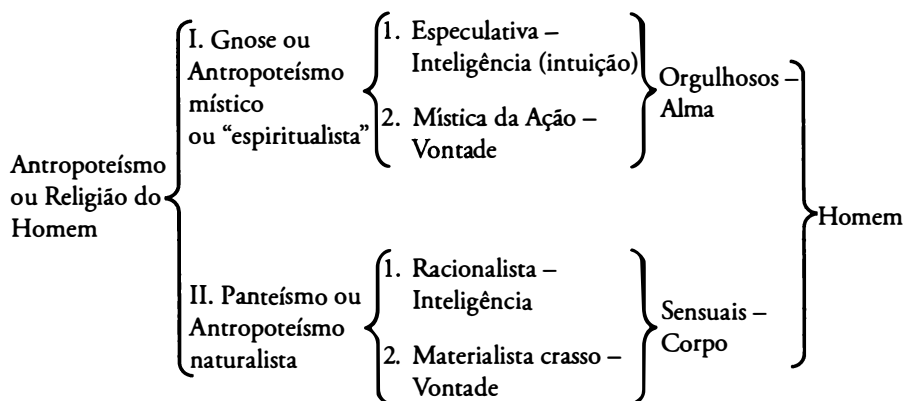 Antropoteísmo
ou Religião do
Homem
I. Gnose ou
Antropoteísmo
místico
ou “espiritualista”
1. Especulativa –
Inteligência (intuição)
2. Mística da Ação –
Vontade
Orgulhosos –
Alma
II. Panteísmo ou
Antropoteísmo
naturalista
1. Racionalista –
Inteligência
2. Materialista crasso –
Vontade
Sensuais –
Corpo
Homem